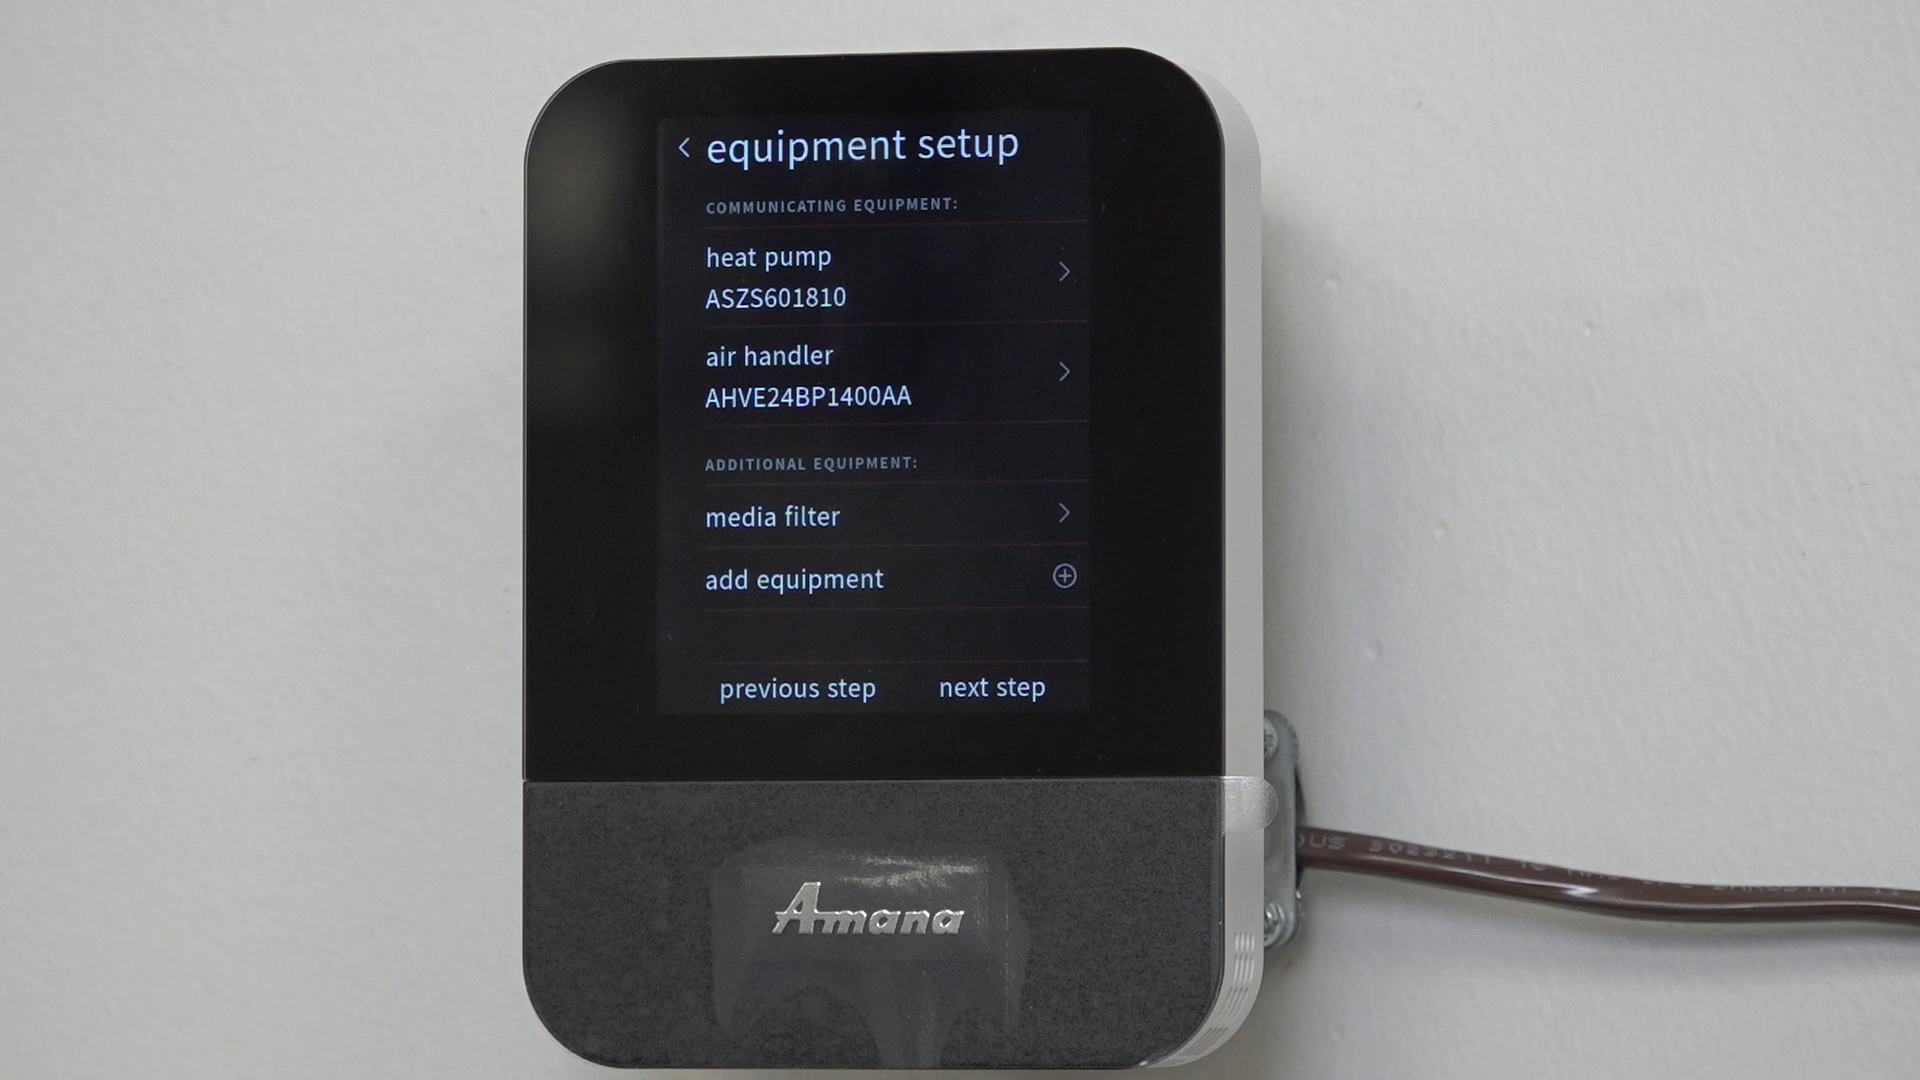 equipment setup
COMMUNICATING EQUIPMENT:
heat pump
ASZS601810
air handler
AHVE24BP1400AA
ADDITIONAL EQUIPMENT:
media filter
add equipment
previous step next step
Amana